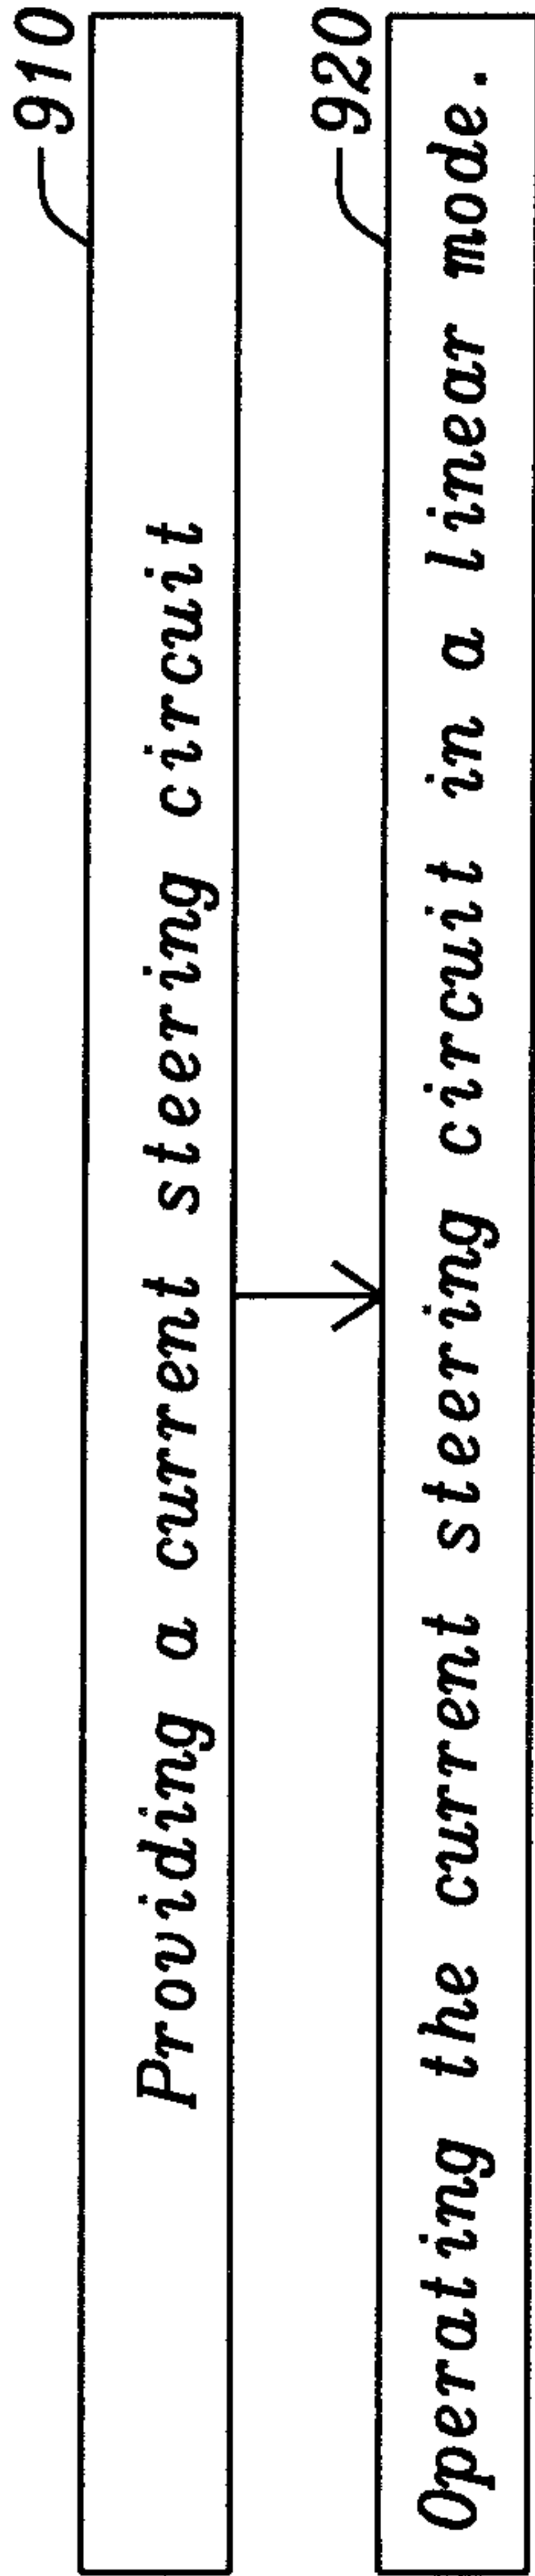 910
Providing a current steering circuit
920
Operating the current steering circuit in a linear mode.